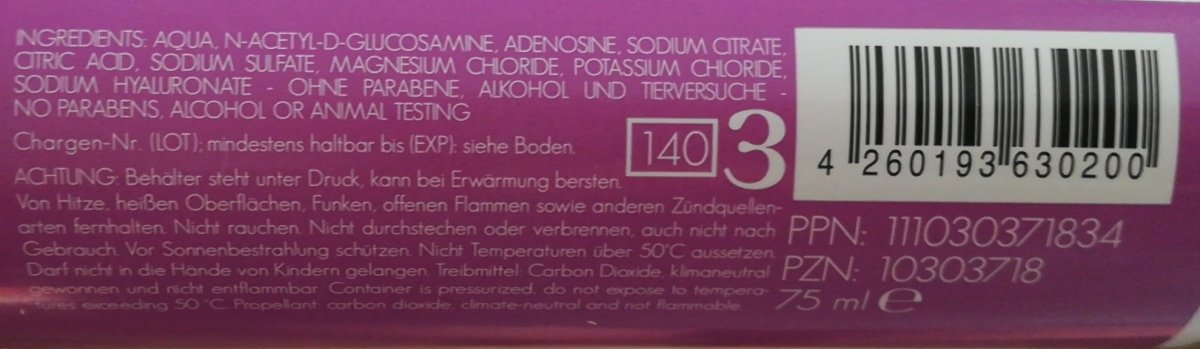 INGREDIENTS: AQUA, N-ACETYL-D-GLUCOSAMINE, ADENOSINE, SODIUM CITRATE,
CITRIC ACID, SODIUM SULFATE, MAGNESIUM CHLORIDE, POTASSIUM CHLORIDE,
SODIUM HYALURONATE - OHNE PARABENE, ALKOHOL UND TIERVERSUCHE -
NO PARABENS, ALCOHOL OR ANIMAL TESTING
Chargen-Nr. (LOT); mindestens haltbar bis (EXP): siehe Boden.
140 3
ACHTUNG: Behälter steht unter Druck, kann bei Erwärmung bersten.
Von Hitze, heißen Oberflächen, Funken, offenen Flammen sowie anderen Zündquellen-
arten fernhalten. Nicht rauchen. Nicht durchstechen oder verbrennen, auch nicht nach
Gebrauch. Vor Sonnenbestrahlung schützen. Nicht Temperaturen über 50°C aussetzen.
Darf nicht in die Hände von Kindern gelangen. Treibmittel: Carbon Dioxide, klimaneutral
gewonnen und nicht entflammbar. Container is pressurized, do not expose to tempera-
tures exceeding 50 °C. Propellant: carbon dioxide, climate-neutral and not flammable.
4 260193 630200
PPN: 111030371834
PZN: 10303718
75 ml ℮